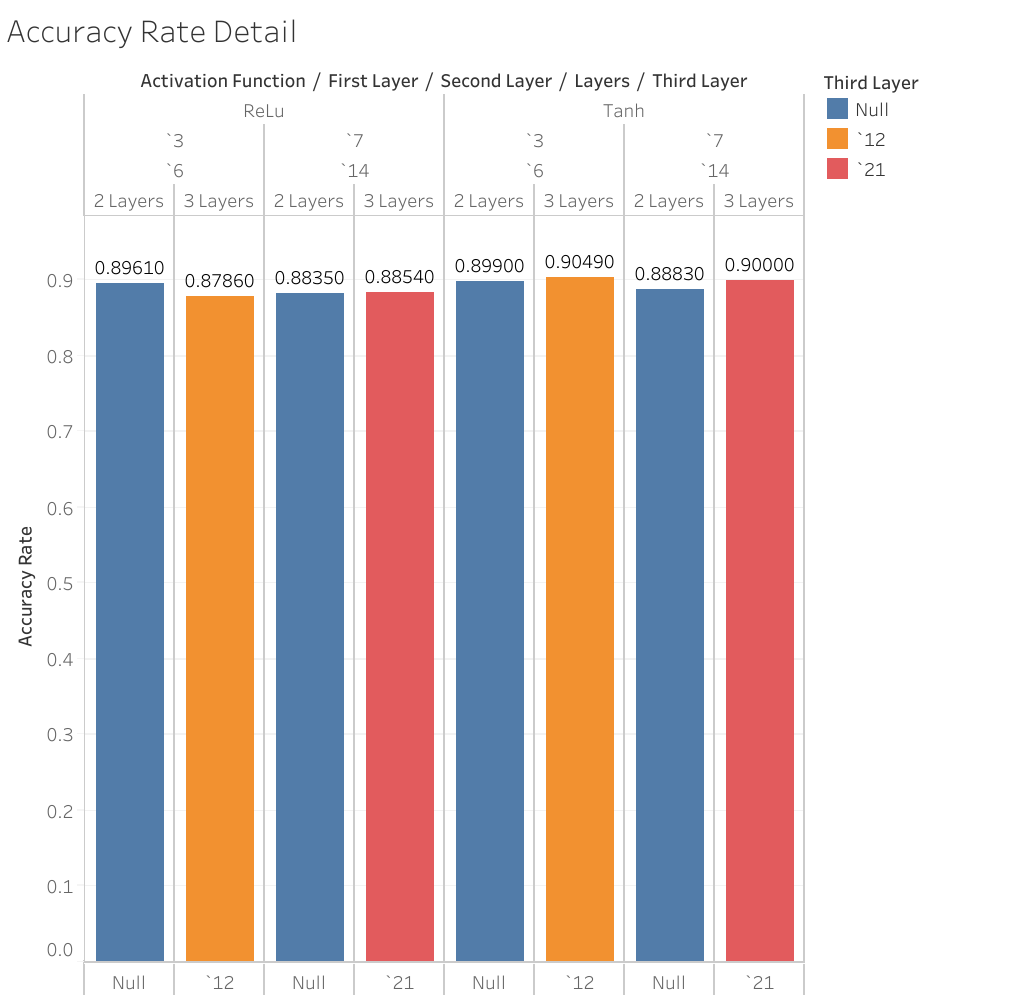 Accuracy Rate Detail
Activation Function / First Layer / Second Layer / Layers / Third Layer
ReLu Tanh
`3 `7 `3 `7
`6 `14 `6 `14
2 Layers 3 Layers 2 Layers 3 Layers 2 Layers 3 Layers 2 Layers 3 Layers
Third Layer
Null
`12
`21
0.89610 0.87860 0.88350 0.88540 0.89900 0.90490 0.88830 0.90000
0.9
0.8
0.7
0.6
0.5
0.4
0.3
0.2
0.1
0.0
Accuracy Rate
Null `12 Null `21 Null `12 Null `21